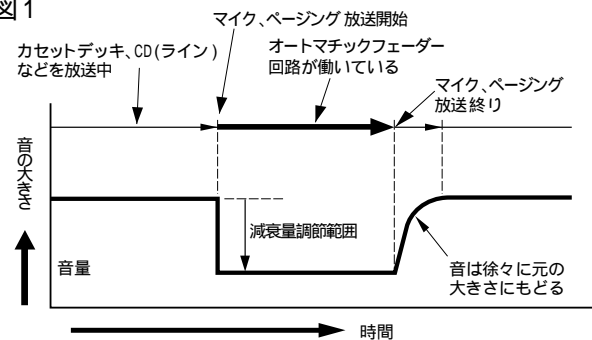 図1
マイク、ページング 放送開始
カセットデッキ、CD(ライン)
などを放送中
オートマチックフェーダー
回路が働いている
マイク、ページング
放送終り
音の大きさ
減衰量調節範囲
音量
音は徐々に元の
大きさにもどる
時間